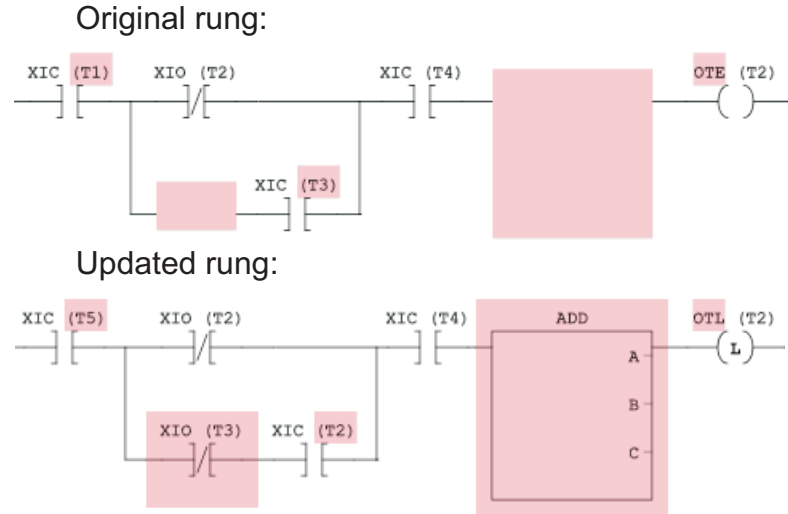 Original rung:
XIC (T1) XIO (T2) XIC (T4) OTE (T2)
XIC (T3)
Updated rung:
XIC (T5) XIO (T2) XIC (T4) ADD OTL (T2)
L
A
B
XIO (T3) XIC (T2)
C